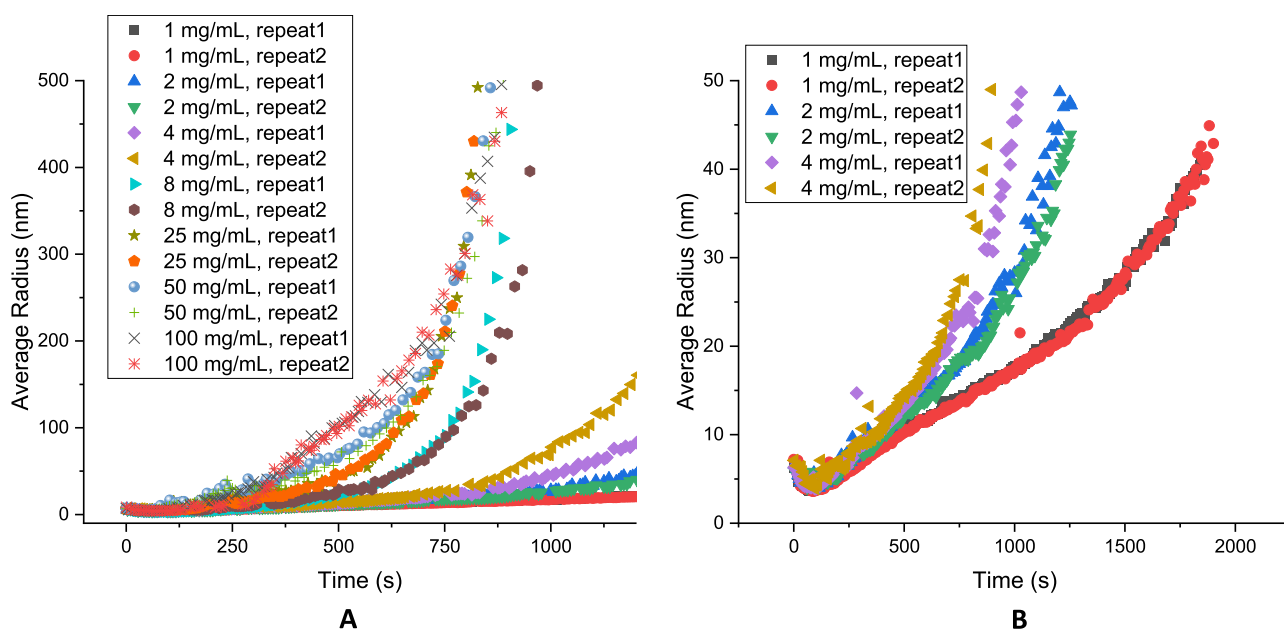 1 mg/mL, repeat1
1 mg/mL, repeat2
2 mg/mL, repeat1
2 mg/mL, repeat2
4 mg/mL, repeat1
4 mg/mL, repeat2
8 mg/mL, repeat1
8 mg/mL, repeat2
25 mg/mL, repeat1
25 mg/mL, repeat2
50 mg/mL, repeat1
50 mg/mL, repeat2
100 mg/mL, repeat1
100 mg/mL, repeat2
Average Radius (nm)
500
400
300
200
100
0
0 250 500 750 1000
Time (s)
A
1 mg/mL, repeat1
1 mg/mL, repeat2
2 mg/mL, repeat1
2 mg/mL, repeat2
4 mg/mL, repeat1
4 mg/mL, repeat2
Average Radius (nm)
50
40
30
20
10
0
0 500 1000 1500 2000
Time (s)
B